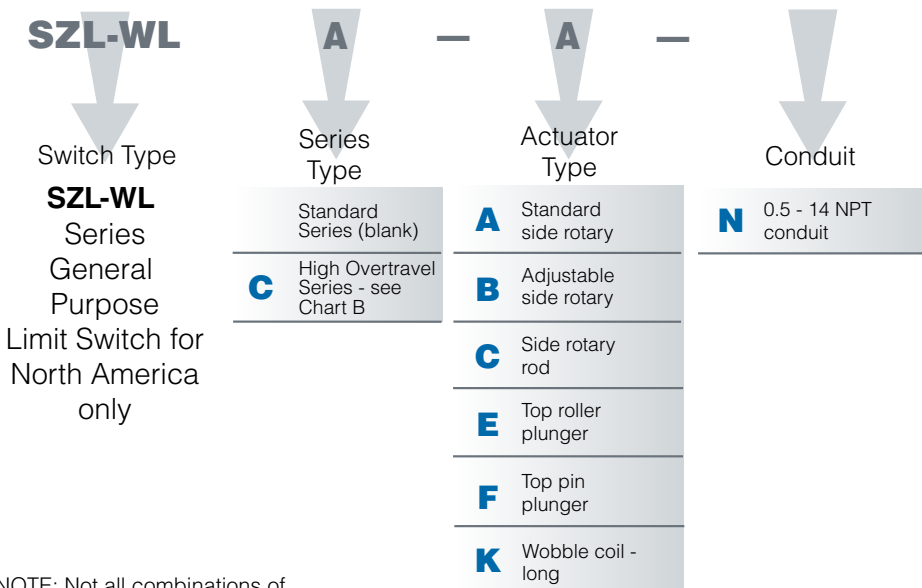 SZL-WL A — A —
Switch Type
SZL-WL
Series
General
Purpose
Limit Switch for
North America
only
Series
Type
Standard
Series (blank)
C High Overtravel
Series - see
Chart B
Actuator
Type
A Standard
side rotary
B Adjustable
side rotary
C Side rotary
rod
E Top roller
plunger
F Top pin
plunger
K Wobble coil -
long
Conduit
N 0.5 - 14 NPT
conduit
NOTE: Not all combinations of